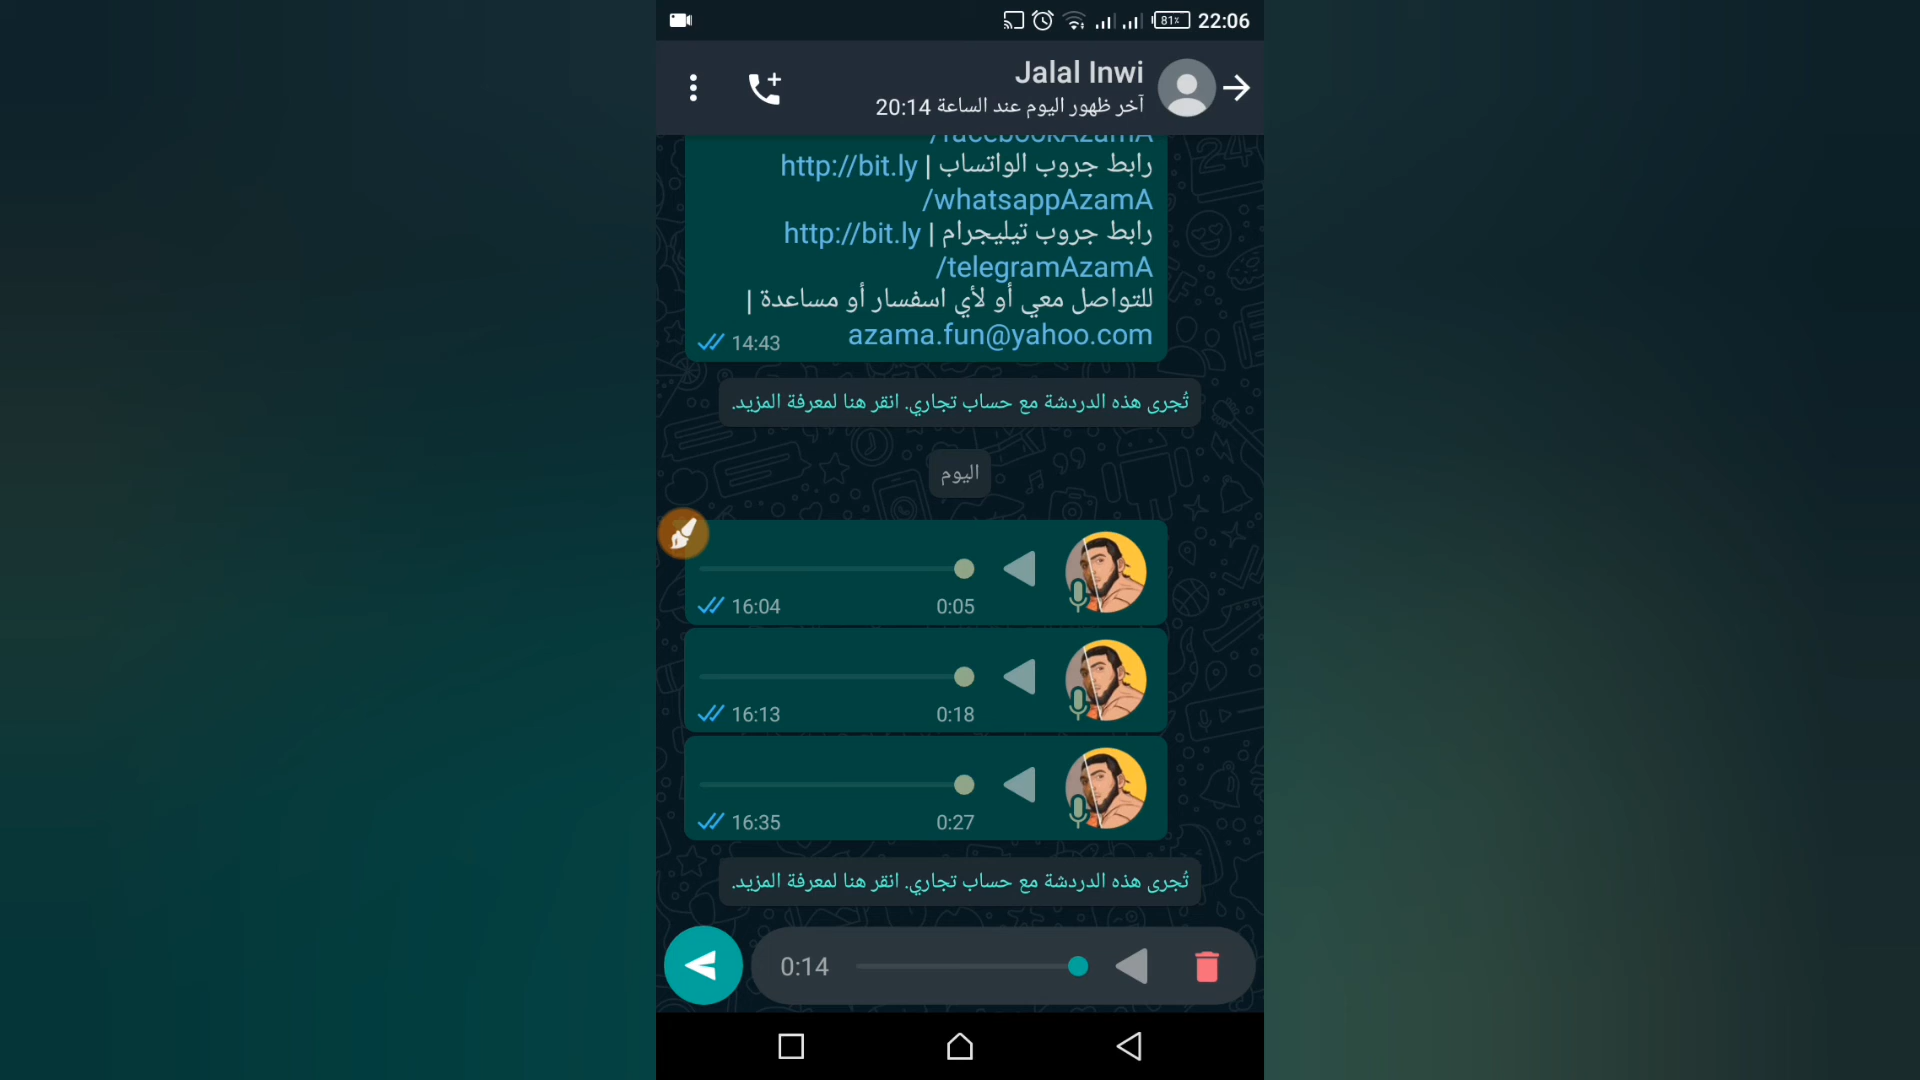 81%
22:06
Jalal Inwi
آخر ظهور اليوم عند الساعة 20:14
/facebookAzamA
رابط جروب الواتساب | http://bit.ly
/whatsappAzamA
رابط جروب تيليجرام | http://bit.ly
/telegramAzamA
للتواصل معي أو لأي اسفسار أو مساعدة |
azama.fun@yahoo.com
14:43
تُجرى هذه الدردشة مع حساب تجاري. انقر هنا لمعرفة المزيد.
اليوم
0:05
16:04
0:18
16:13
0:27
16:35
تُجرى هذه الدردشة مع حساب تجاري. انقر هنا لمعرفة المزيد.
0:14